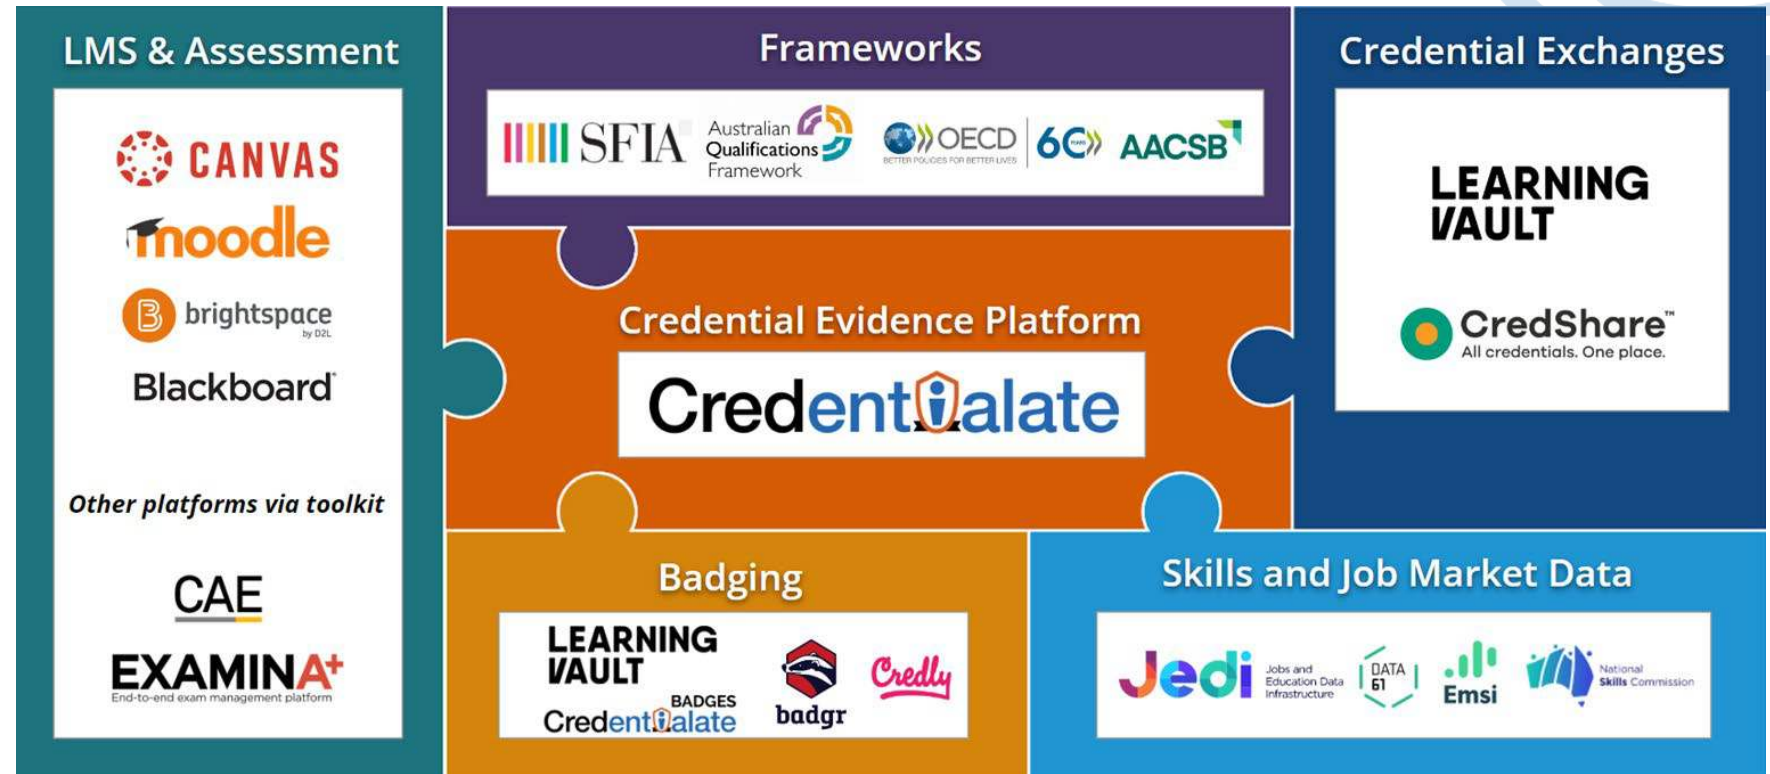 LMS & Assessment
CANVAS
moodle
brightspace
by D2L
Blackboard
Other platforms via toolkit
CAE
EXAMINA+
End-to-end exam management platform
Frameworks
SFIA
Australian
Qualifications
Framework
OECD
BETTER POLICIES FOR BETTER LIVES
60
YEARS
AACSB
Credential Evidence Platform
Credentialate
Credential Exchanges
LEARNING
VAULT
CredShare™
All credentials. One place.
Badging
LEARNING
VAULT
BADGES
Credentialate
badgr
Credly
Skills and Job Market Data
Jedi
Jobs and
Education Data
Infrastructure
DATA
61
Emsi
National
Skills Commission